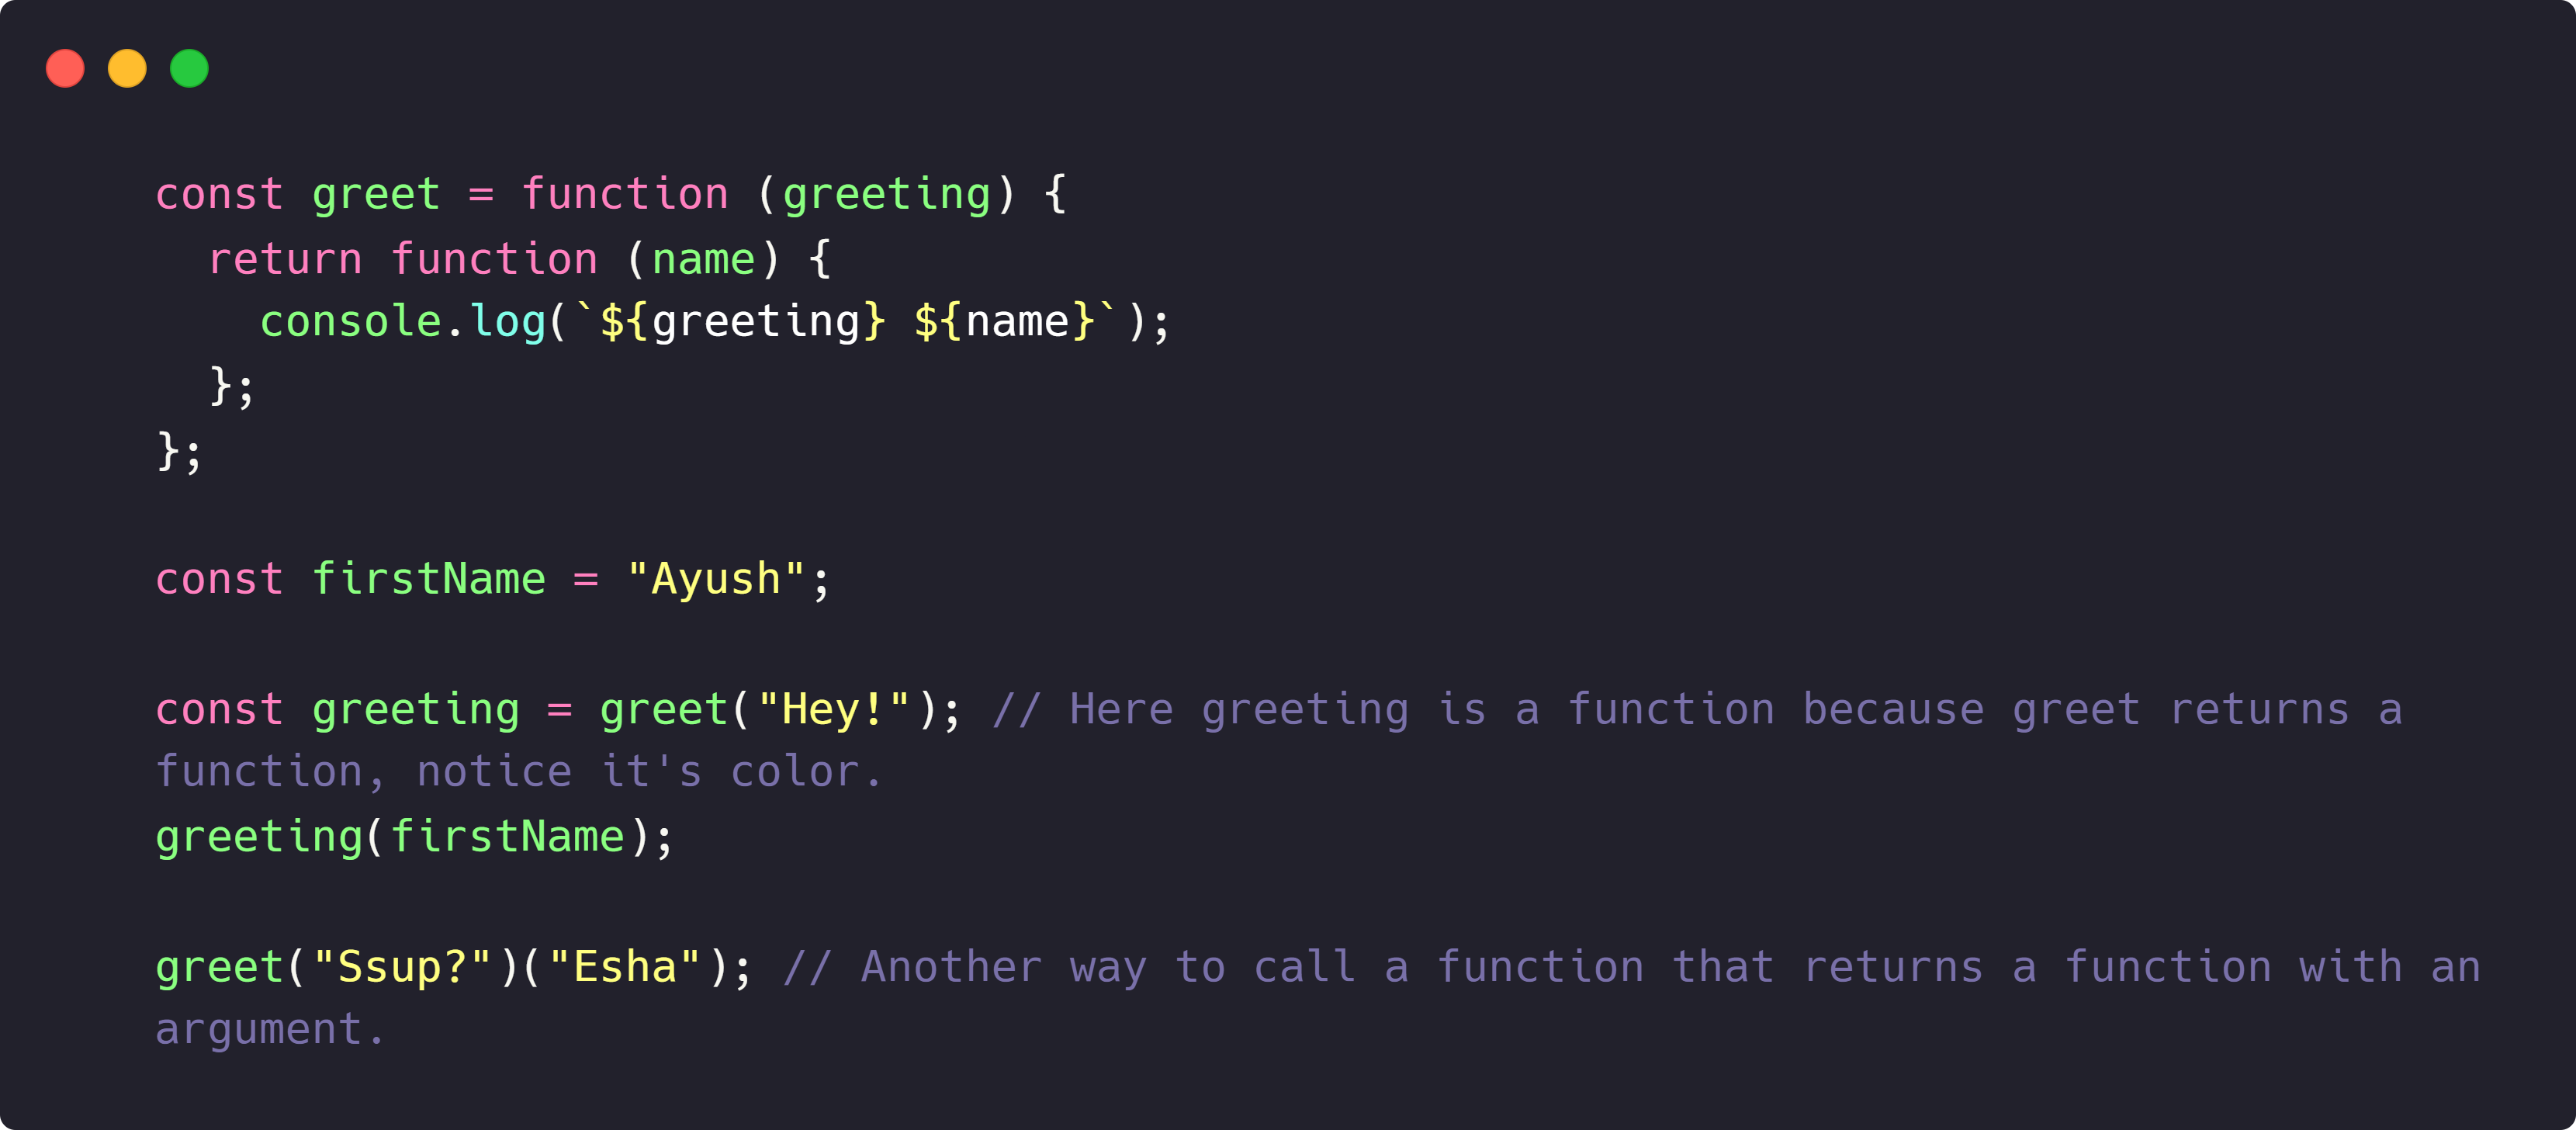 const greet = function (greeting) {
  return function (name) {
    console.log(`${greeting} ${name}`);
  };
};

const firstName = "Ayush";

const greeting = greet("Hey!"); // Here greeting is a function because greet returns a
function, notice it's color.
greeting(firstName);

greet("Ssup?")("Esha"); // Another way to call a function that returns a function with an
argument.